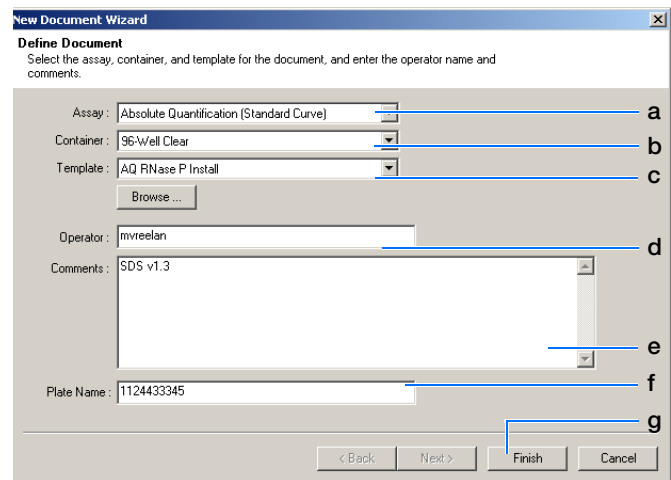 New Document Wizard
Define Document
Select the assay, container, and template for the document, and enter the operator name and
comments.
Assay : Absolute Quantification (Standard Curve) a
Container : 96-Well Clear b
Template : AQ RNase P Install c
Browse ...
Operator : mvreelan d
Comments : SDS v1.3
e
Plate Name : 1124433345 f
g
< Back Next > Finish Cancel